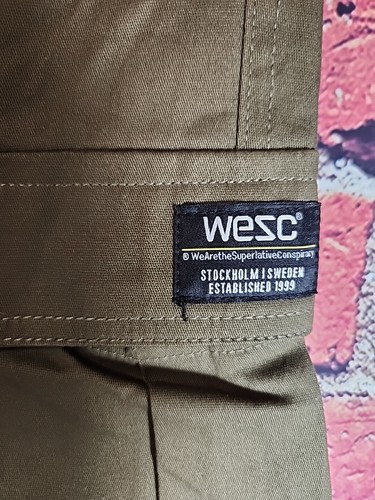 wesc®
® WeAretheSuperlativeConspiracy
STOCKHOLM | SWEDEN
ESTABLISHED 1999